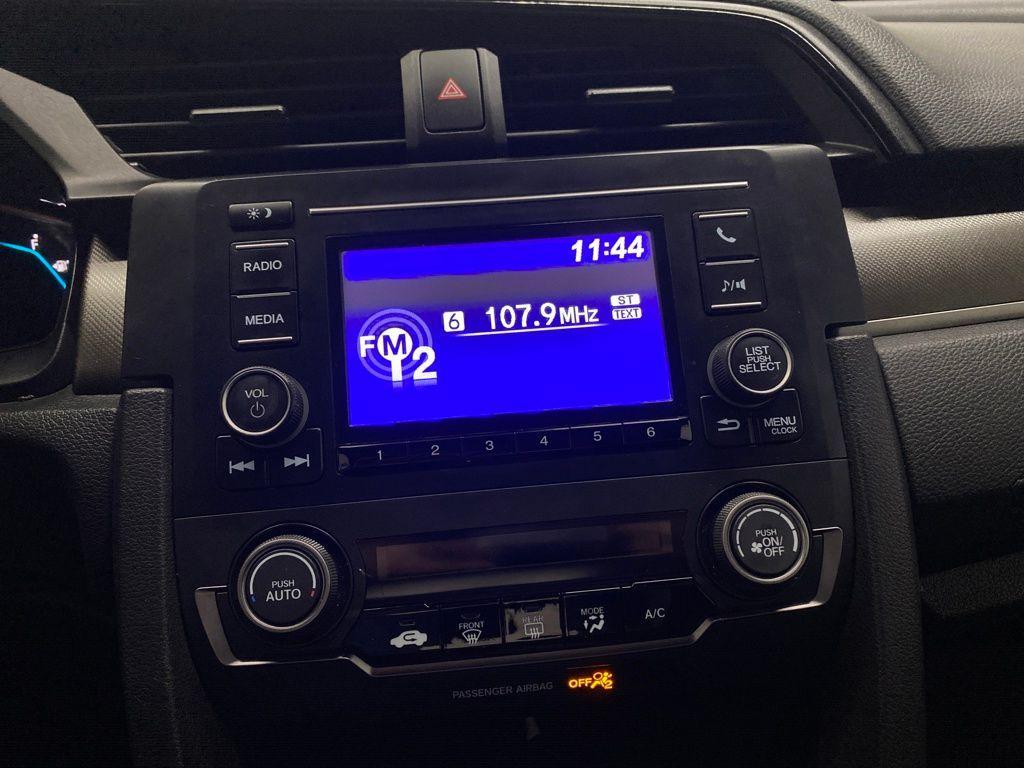 11:44
RADIO
MEDIA
6 107.9MHz ST
TEXT
FM2
VOL
LIST
PUSH
SELECT
MENU
CLOCK
1 2 3 4 5 6
PUSH
AUTO
PUSH
ON/
OFF
FRONT
REAR
MODE
A/C
PASSENGER AIRBAG OFF
2